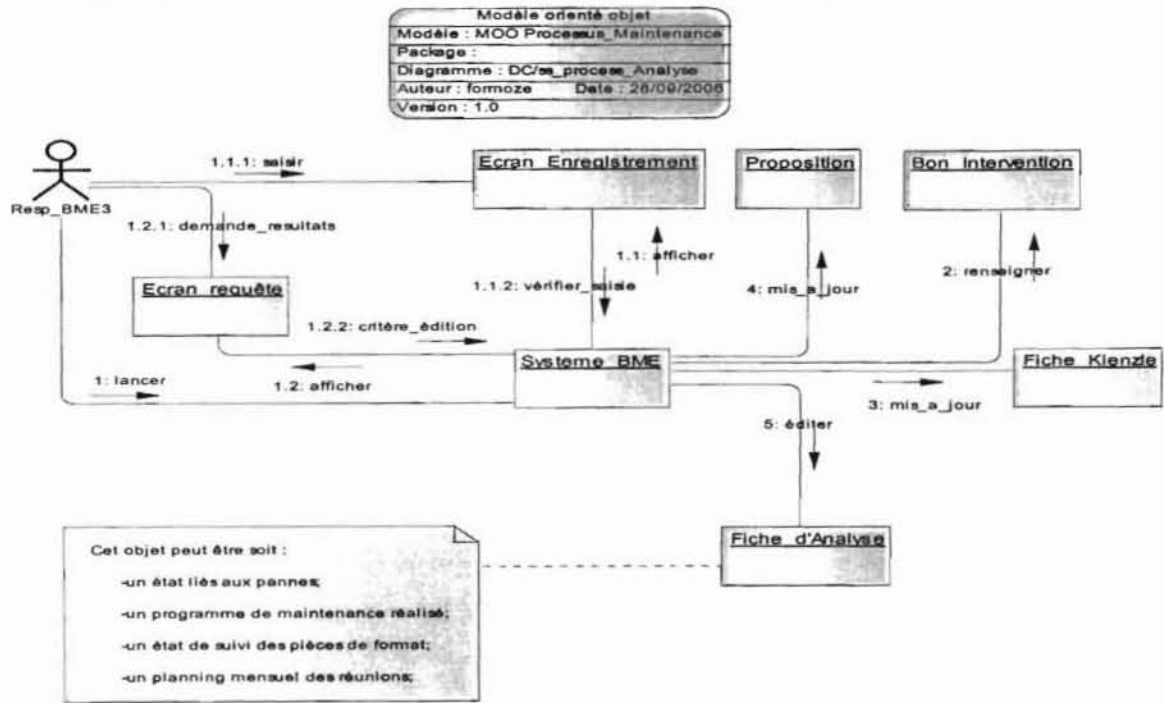 Modèle orienté objet
Modèle : MOO Processus_Maintenance
Package :
Diagramme : DC/ss_process_Analyse
Auteur : formoze Date : 26/09/2006
Version : 1.0
Resp_BME3
1.1.1: saisir
Ecran Enregistrement
Proposition
Bon Intervention
1.2.1: demande_resultats
1.1: afficher
2: renseigner
Ecran requête
1.1.2: vérifier_saisie
4: mis_a_jour
1.2.2: critère_édition
Systeme BME
Fiche Kienzle
1: lancer
1.2: afficher
3: mis_a_jour
5: éditer
Fiche d'Analyse
Cet objet peut être soit :
-un état liés aux pannes;
-un programme de maintenance réalisé;
-un état de suivi des pièces de format;
-un planning mensuel des réunions;